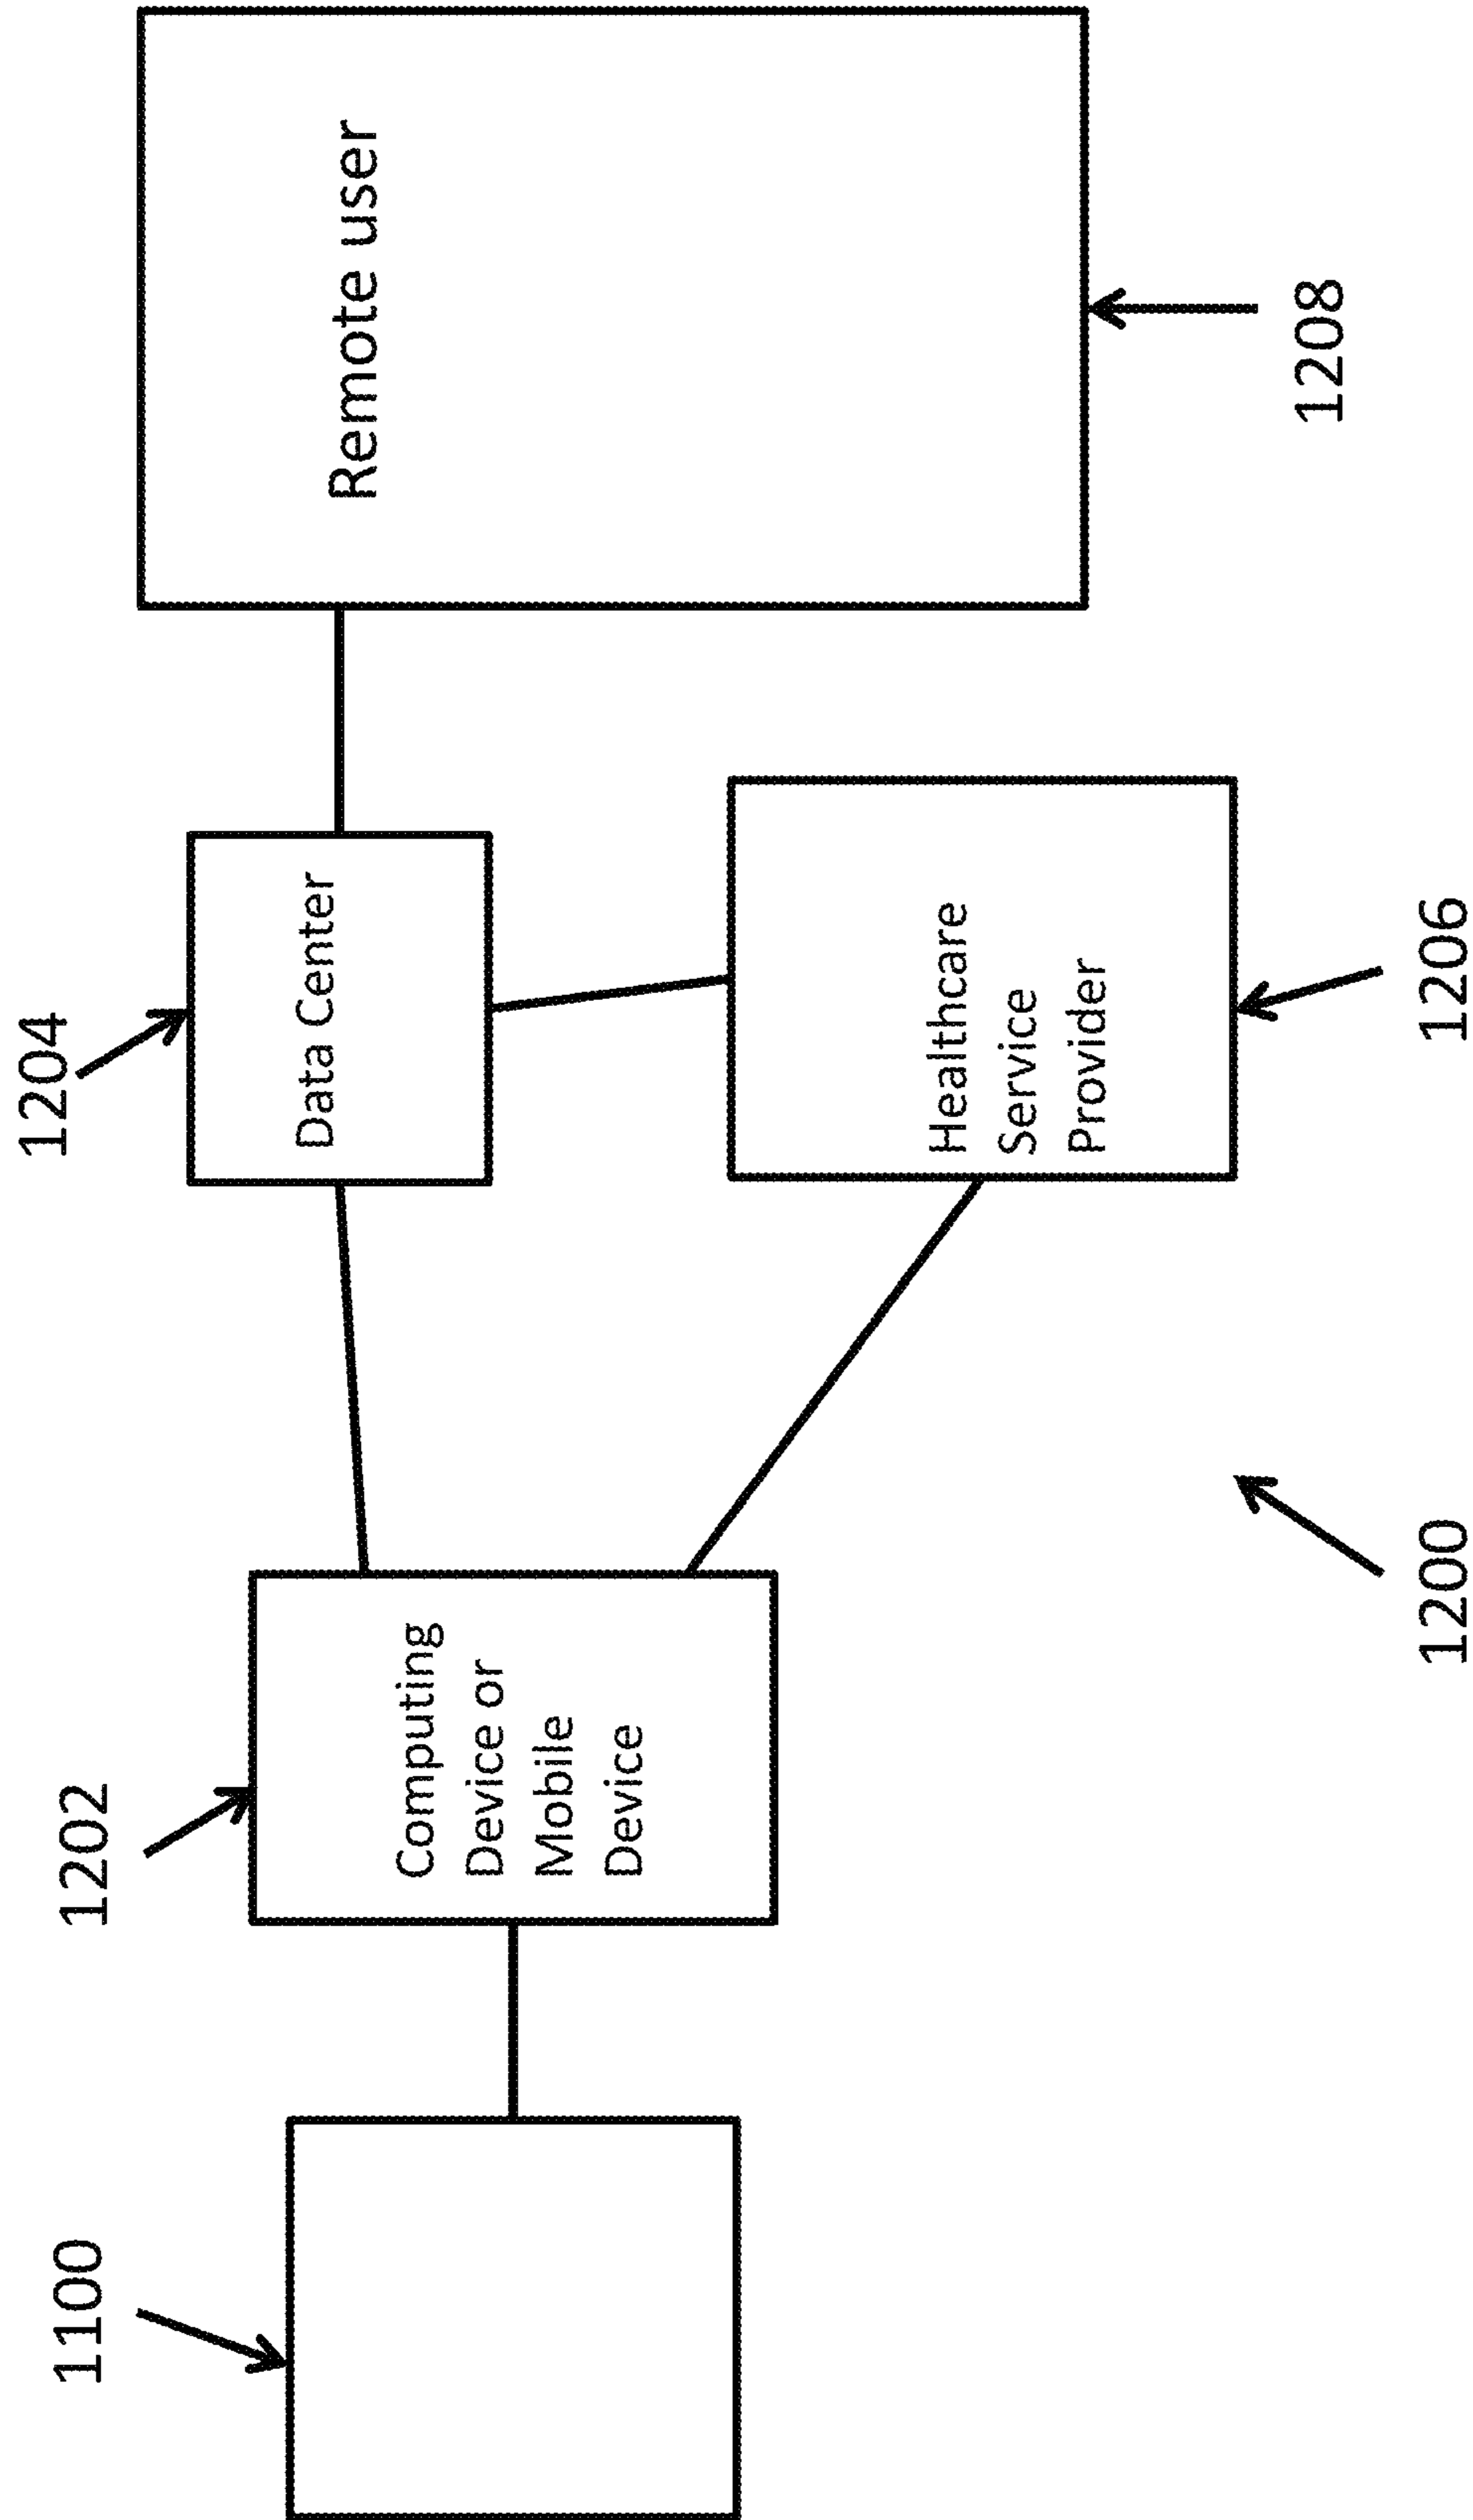 1100
1202
Computing
Device or
Mobile
Device
1204
Data Center
Healthcare
Service
Provider
1206
Remote user
1208
1200